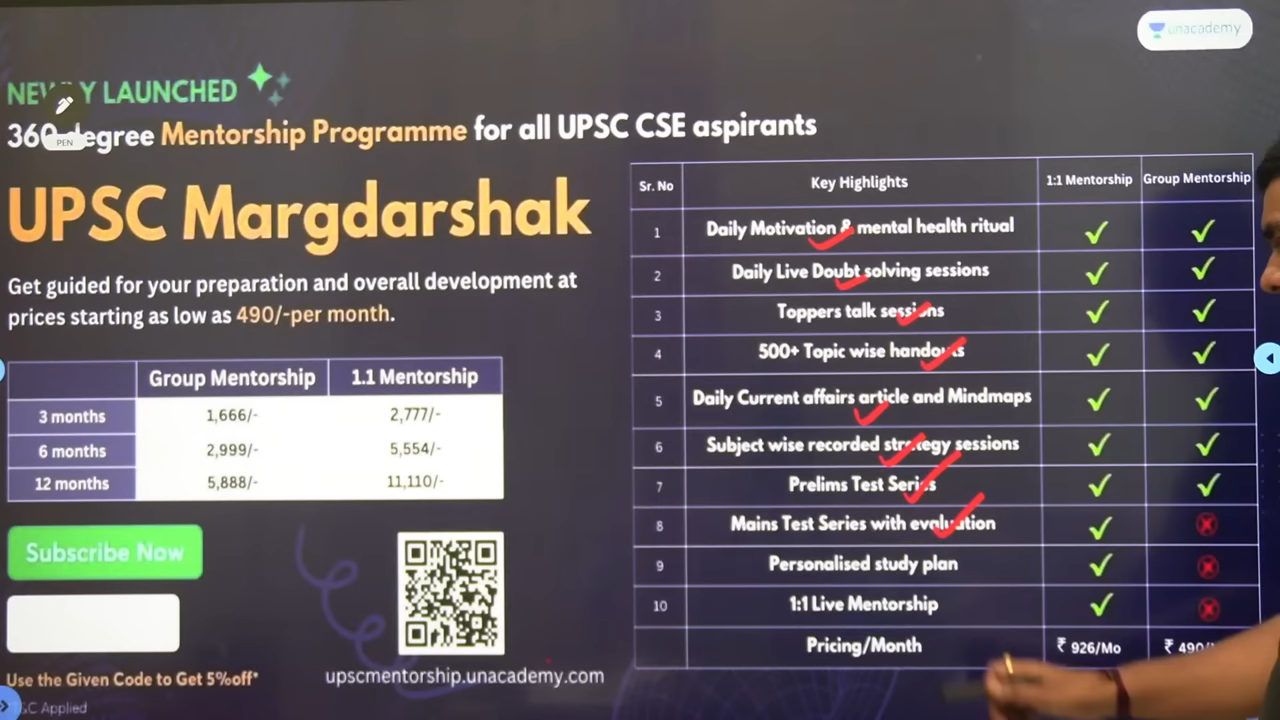 unacademy
NEWLY LAUNCHED
360 degree Mentorship Programme for all UPSC CSE aspirants
PEN
UPSC Margdarshak
Get guided for your preparation and overall development at
prices starting as low as 490/-per month.
Group Mentorship 1.1 Mentorship
3 months 1,666/- 2,777/-
6 months 2,999/- 5,554/-
12 months 5,888/- 11,110/-
Subscribe Now
Use the Given Code to Get 5%off*
Applied
upscmentorship.unacademy.com
Sr. No Key Highlights 1:1 Mentorship Group Mentorship
1 Daily Motivation & mental health ritual
2 Daily Live Doubt solving sessions
3 Toppers talk sessions
4 500+ Topic wise handouts
5 Daily Current affairs article and Mindmaps
6 Subject wise recorded strategy sessions
7 Prelims Test Series
8 Mains Test Series with evaluation
9 Personalised study plan
10 1:1 Live Mentorship
Pricing/Month ₹ 926/Mo ₹ 490/